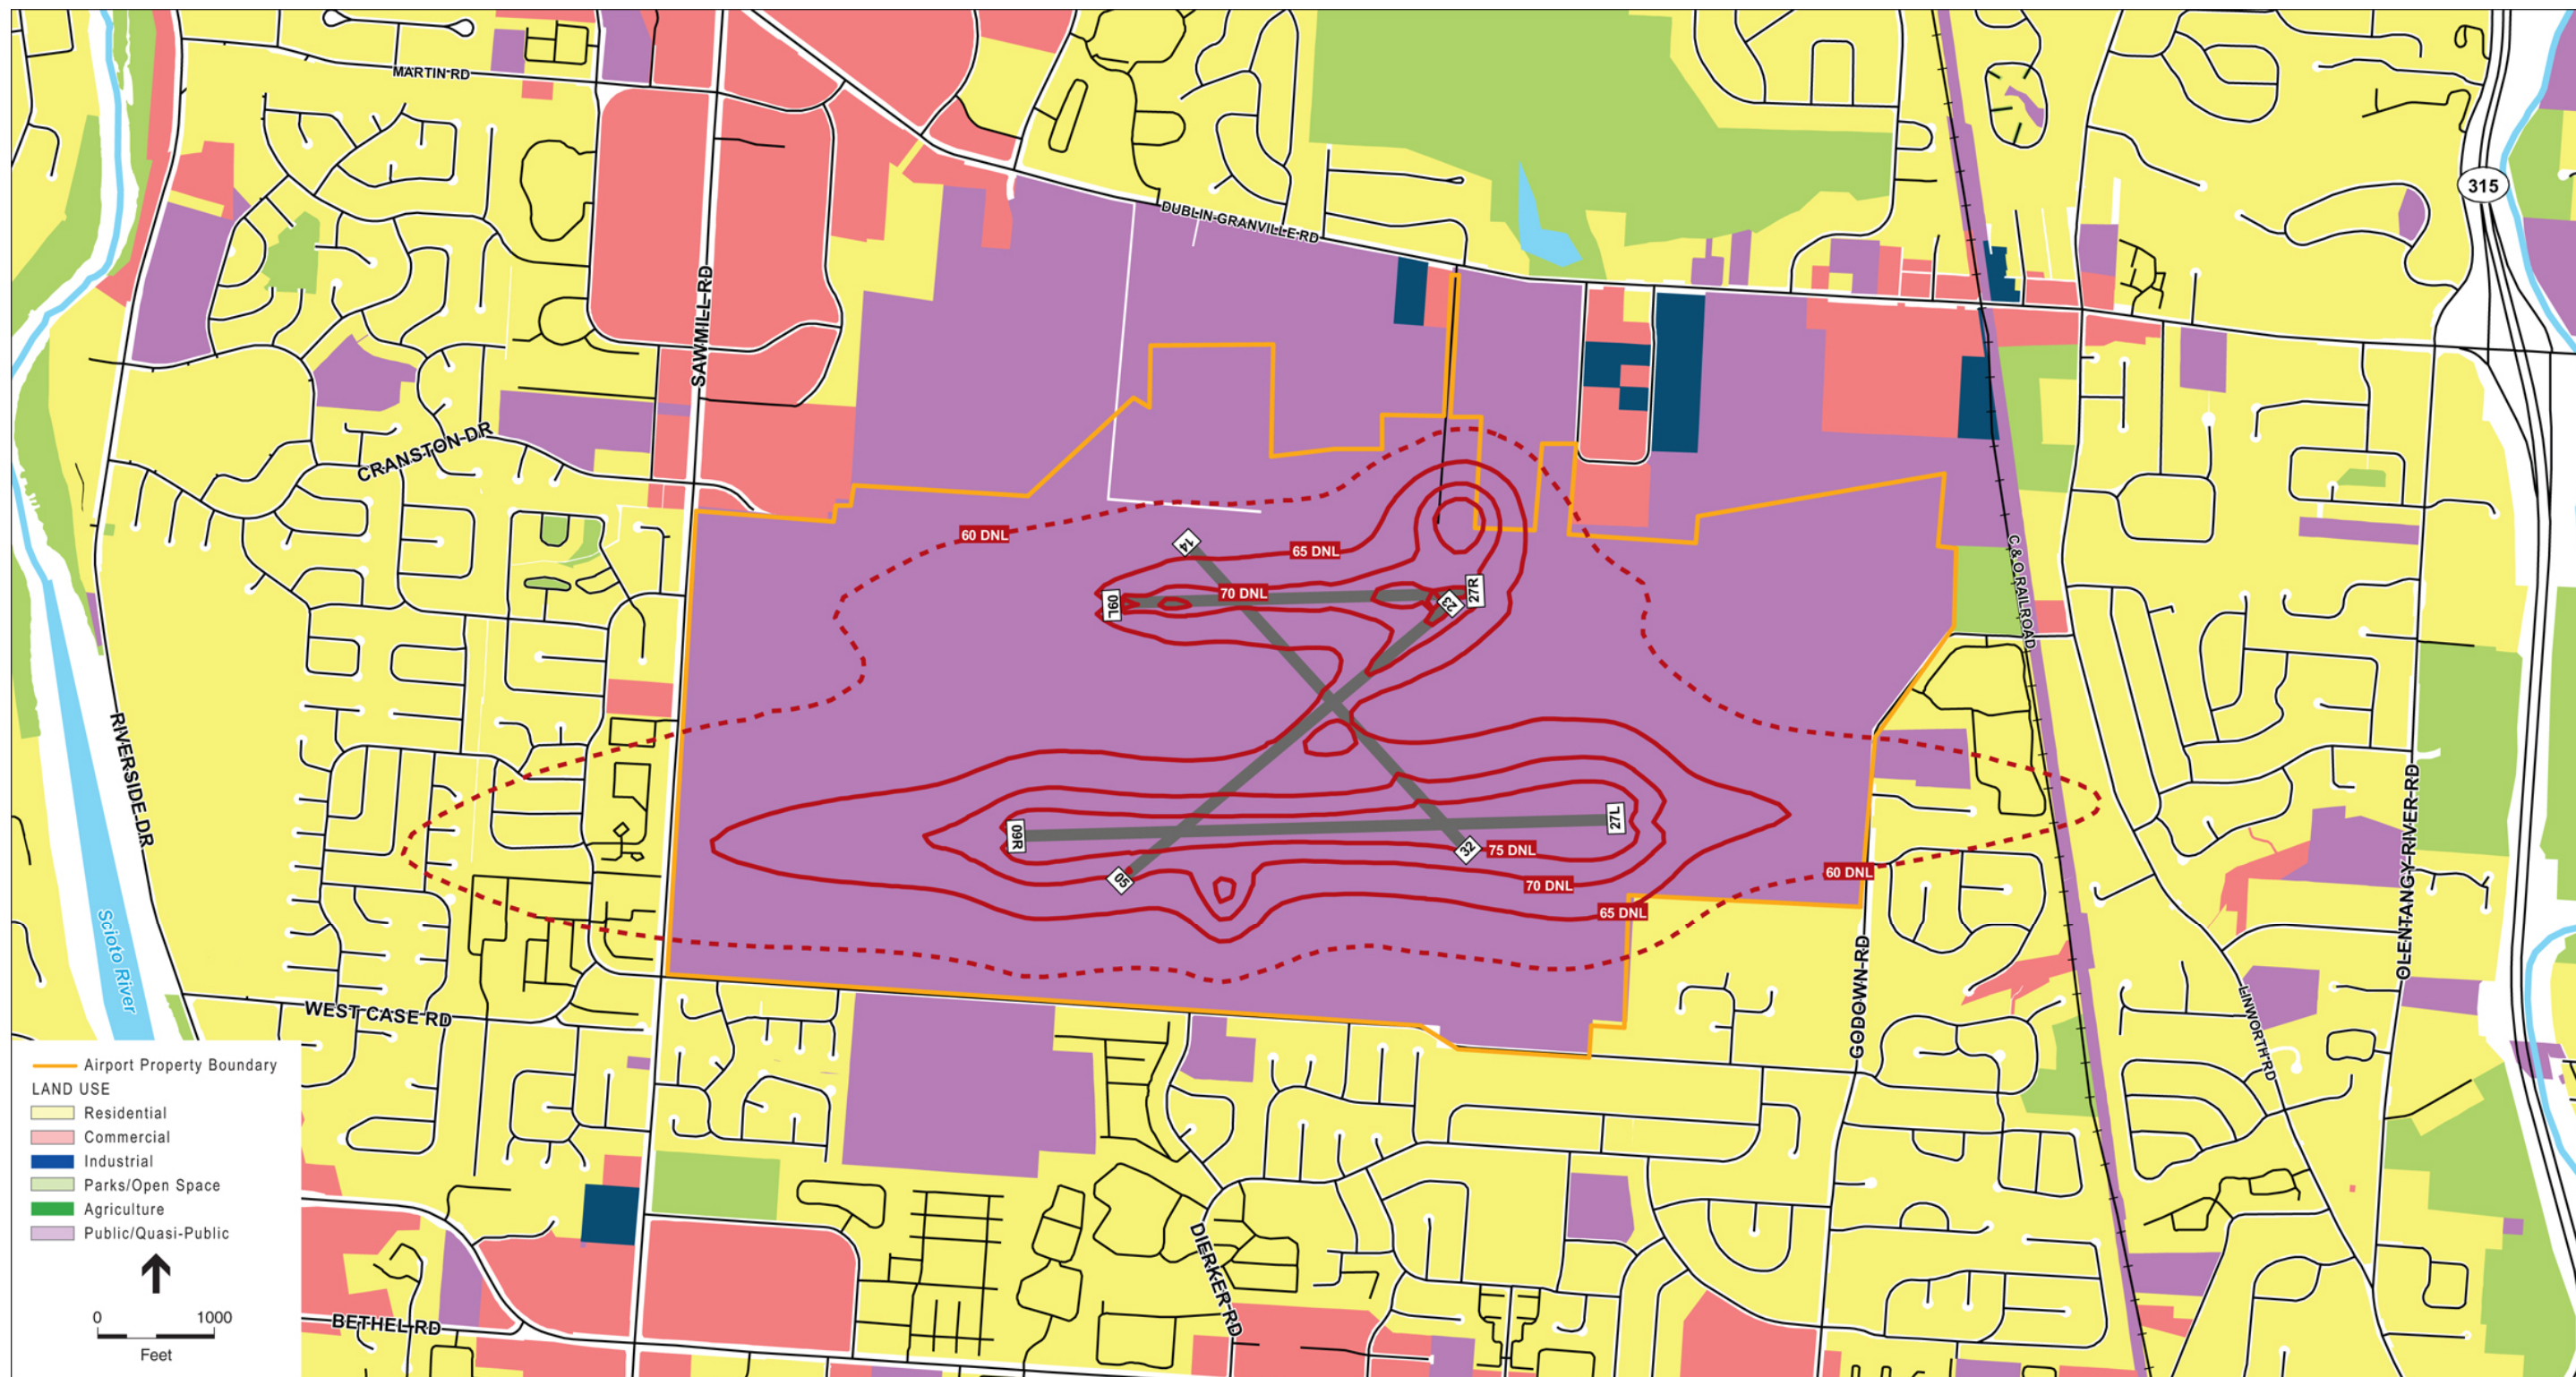 MARTIN RD
315
DUBLIN-GRANVILLE RD
SAWMILL RD
CRANSTON DR
60 DNL
14
65 DNL
C & O RAILROAD
70 DNL
09L
23
27R
RIVERSIDE DR
09R
27L
OLENTANGY RIVER RD
32
75 DNL
05
60 DNL
70 DNL
65 DNL
Scioto River
WEST CASE RD
GODOWN RD
LINWORTH RD
Airport Property Boundary
LAND USE
Residential
Commercial
Industrial
Parks/Open Space
Agriculture
Public/Quasi-Public
DIERKER RD
0 1000
Feet
BETHEL RD